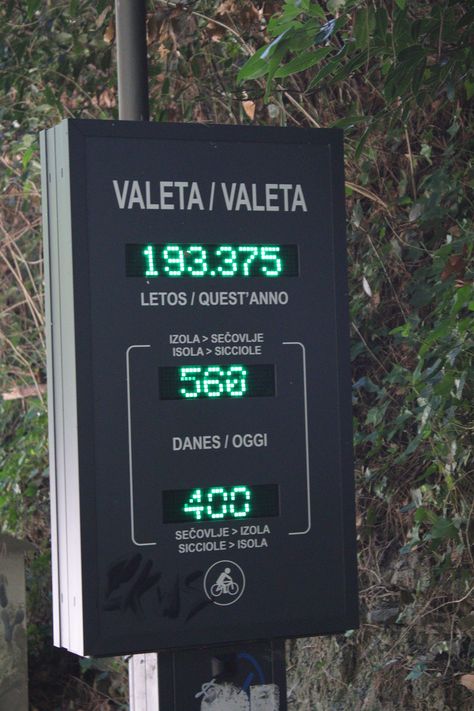 VALETA / VALETA
193.375
LETOS / QUEST'ANNO
IZOLA > SEČOVLJE
ISOLA > SICCIOLE
560
DANES / OGGI
400
SEČOVLJE > IZOLA
SICCIOLE > ISOLA